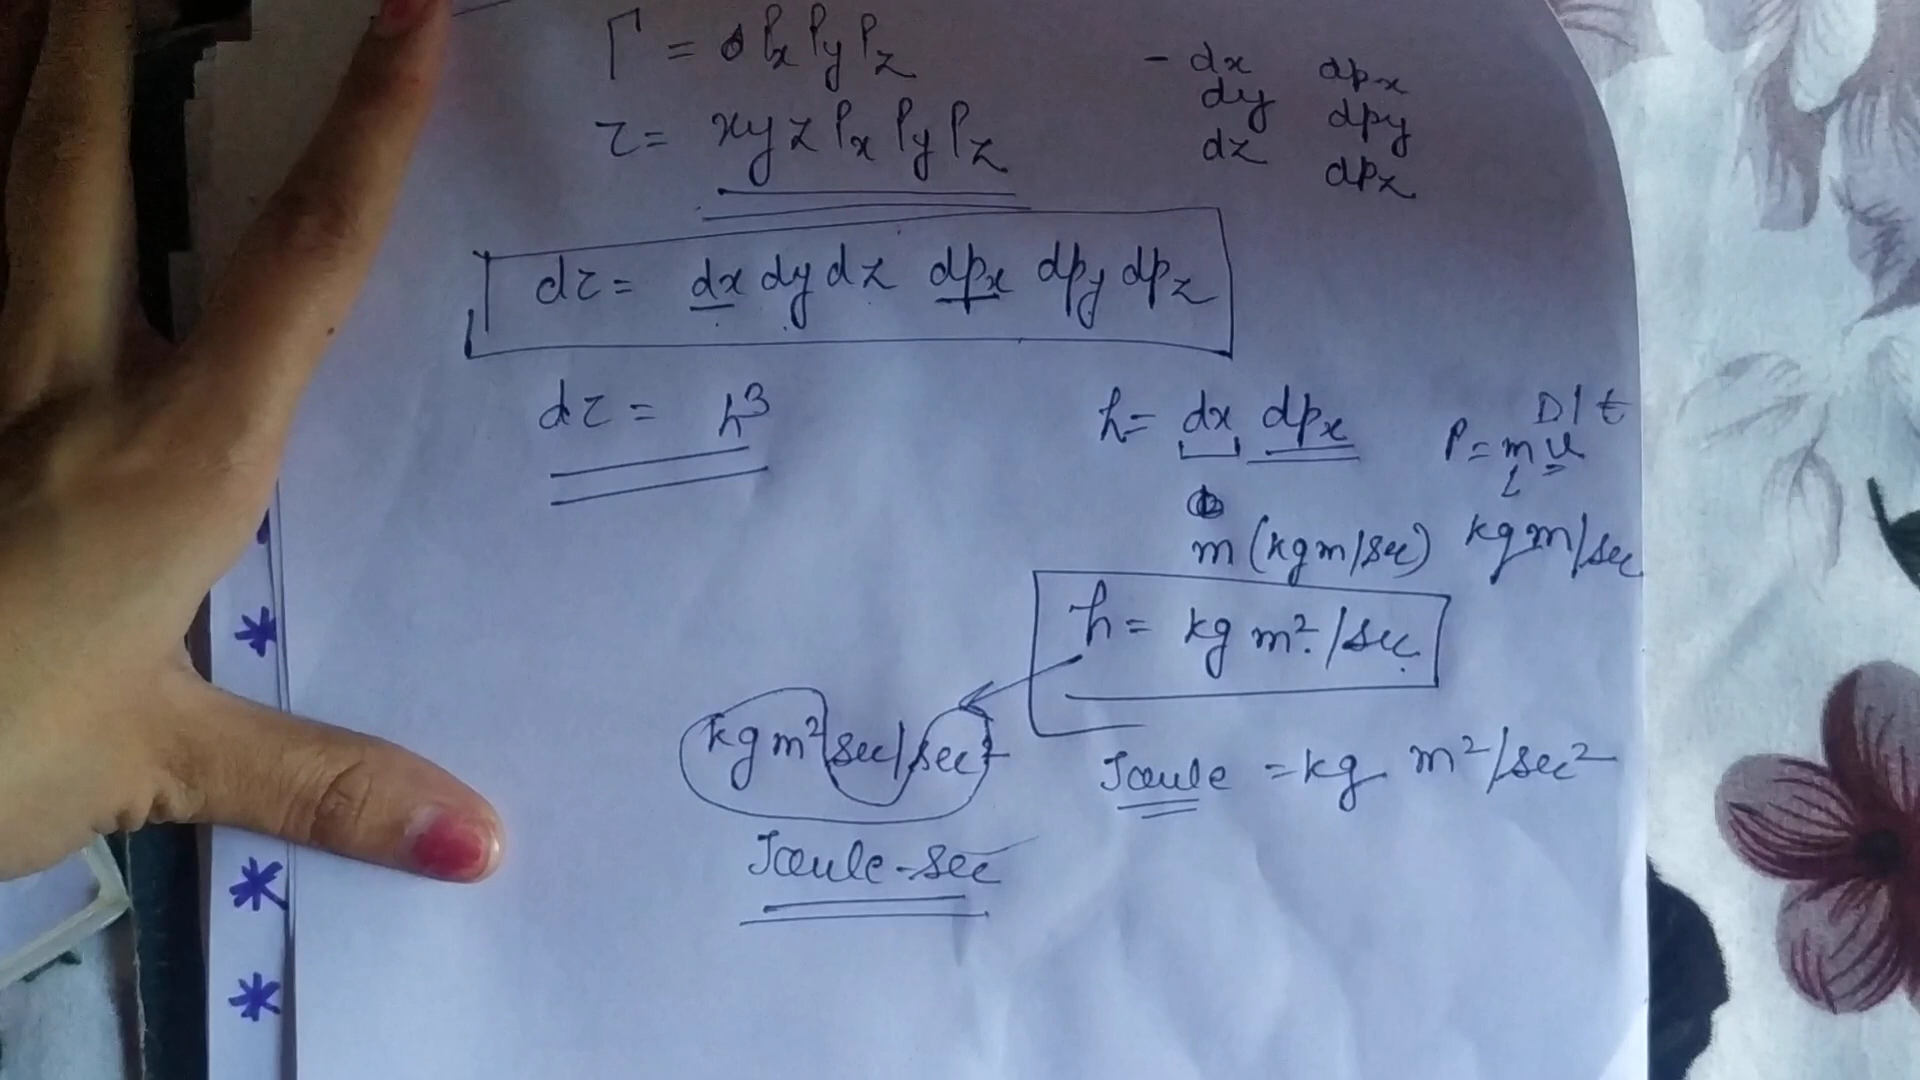 Γ = Px Py Pz
τ = xyz Px Py Pz
- dx dpx
dy dpy
dz dpz
dτ = dx dy dz dpx dpy dpz
dτ = h³
h = dx dpx
D/t
P = mv
m (kgm/sec)
kgm/sec
h = kg m²/sec
kg m² sec/sec²
Joule = kg m²/sec²
Joule-sec